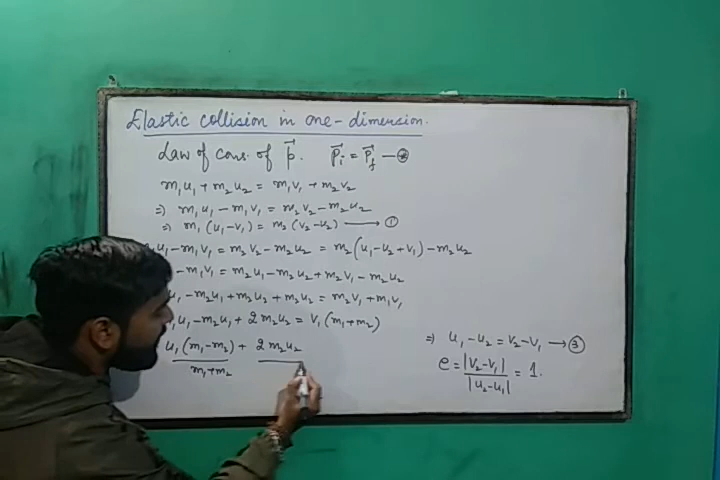 Elastic collision in one-dimension.
Law of cons. of p⃗. P⃗ᵢ = P⃗_f —⊛
m₁u₁ + m₂u₂ = m₁v₁ + m₂v₂
⇒ m₁u₁ - m₁v₁ = m₂v₂ - m₂u₂
⇒ m₁(u₁-v₁) = m₂(v₂-u₂) ——→ ①
u₁ - m₁v₁ = m₂v₂ - m₂u₂ = m₂(u₁-u₂+v₁) - m₂u₂
- m₁v₁ = m₂u₁ - m₂u₂ + m₂v₁ - m₂u₂
u₁ - m₂u₁ + m₂u₂ + m₂u₂ = m₂v₁ + m₁v₁
u₁ - m₂u₁ + 2m₂u₂ = v₁(m₁+m₂)
u₁(m₁-m₂) + 2m₂u₂
m₁+m₂
⇒ u₁-u₂ = v₂-v₁ —→ ③
e = |v₂-v₁| / |u₂-u₁| = 1.